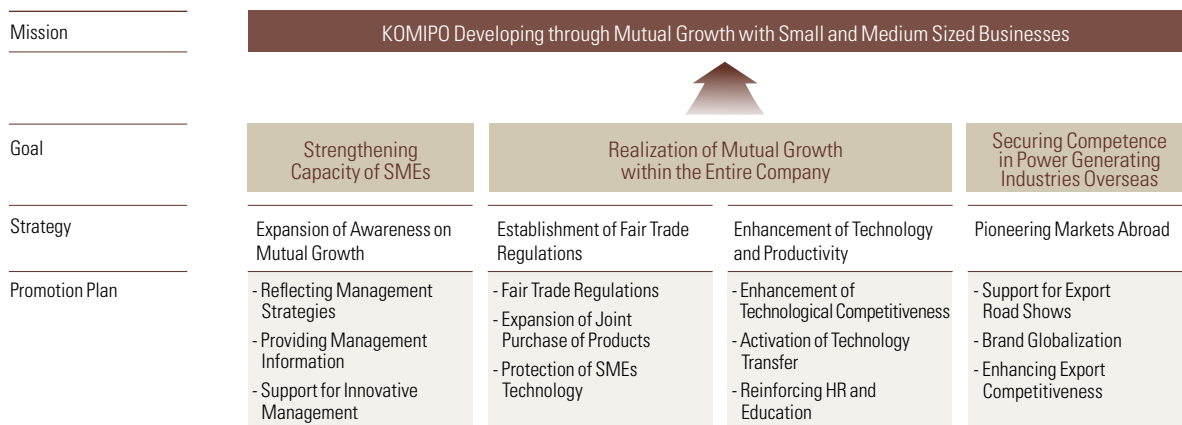 Mission
KOMIPO Developing through Mutual Growth with Small and Medium Sized Businesses
Goal
Strengthening
Capacity of SMEs
Realization of Mutual Growth
within the Entire Company
Securing Competence
in Power Generating
Industries Overseas
Strategy
Expansion of Awareness on
Mutual Growth
Establishment of Fair Trade
Regulations
Enhancement of Technology
and Productivity
Pioneering Markets Abroad
Promotion Plan
- Reflecting Management
Strategies
- Providing Management
Information
- Support for Innovative
Management
- Fair Trade Regulations
- Expansion of Joint
Purchase of Products
- Protection of SMEs
Technology
- Enhancement of
Technological Competitiveness
- Activation of Technology
Transfer
- Reinforcing HR and
Education
- Support for Export
Road Shows
- Brand Globalization
- Enhancing Export
Competitiveness